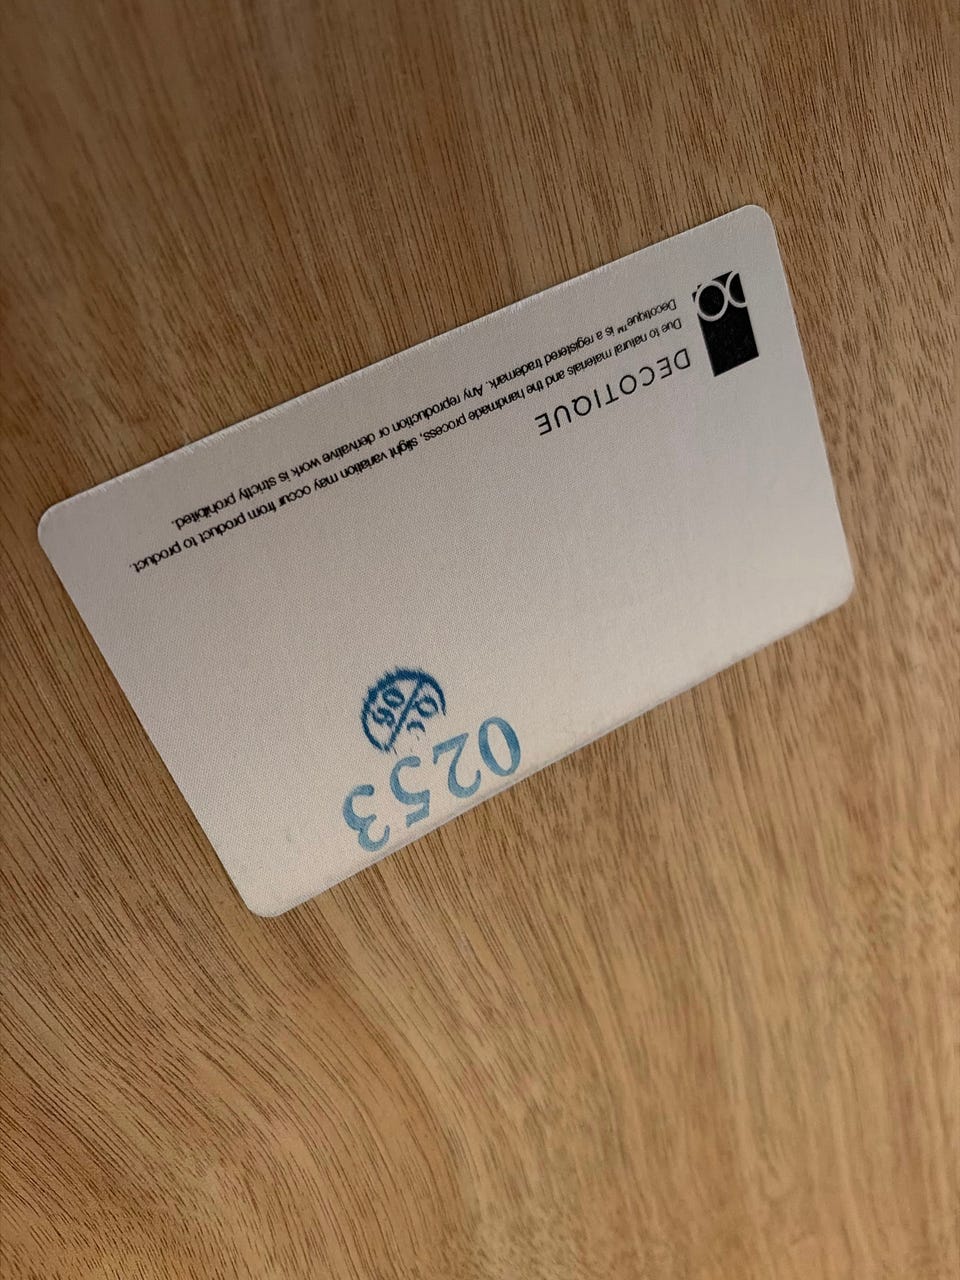 0253
DECOTIQUE
Due to natural materials and the handmade process, slight variation may occur from product to product.
Decotique™ is a registered trademark. Any reproduction or derivative work is strictly prohibited.